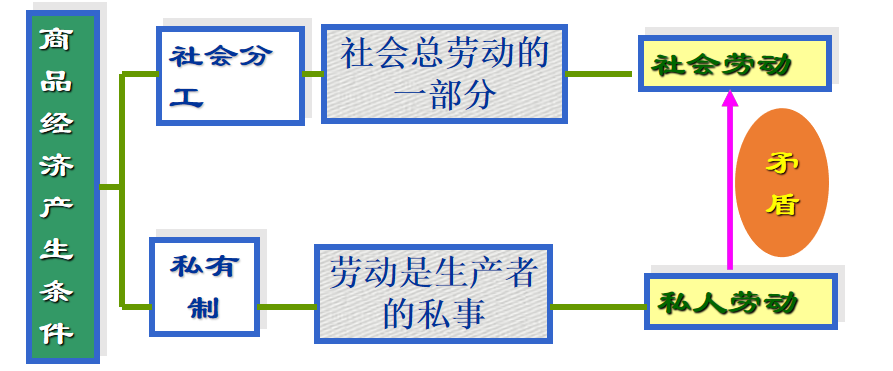 商
品
经
济
产
生
条
件
社会分
工
社会总劳动的
一部分
社会劳动
矛
盾
私有
制
劳动是生产者
的私事
私人劳动